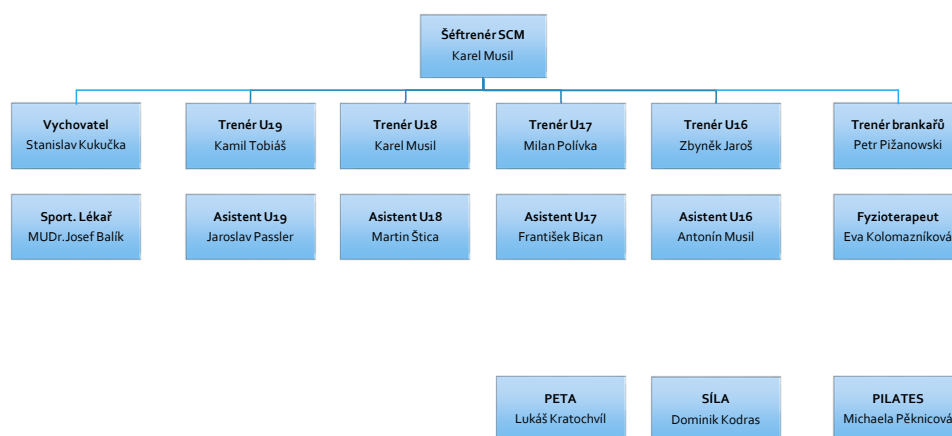 Šéftrenér SCM
Karel Musil
Vychovatel
Stanislav Kukučka
Trenér U19
Kamil Tobiáš
Trenér U18
Karel Musil
Trenér U17
Milan Polívka
Trenér U16
Zbyněk Jaroš
Trenér brankařů
Petr Pižanowski
Sport. Lékař
MUDr.Josef Balík
Asistent U19
Jaroslav Passler
Asistent U18
Martin Štica
Asistent U17
František Bican
Asistent U16
Antonín Musil
Fyzioterapeut
Eva Kolomazníková
PETA
Lukáš Kratochvíl
SÍLA
Dominik Kodras
PILATES
Michaela Pěknicová